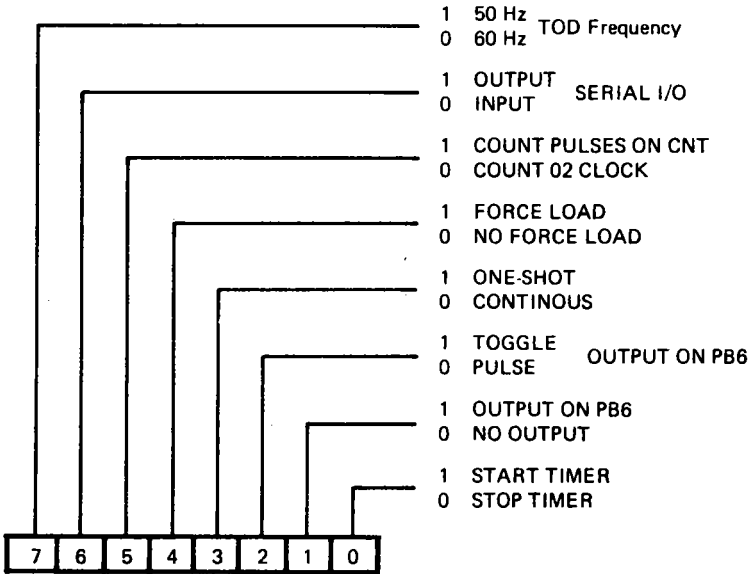 1 50 Hz TOD Frequency
0 60 Hz
1 OUTPUT SERIAL I/O
0 INPUT
1 COUNT PULSES ON CNT
0 COUNT 02 CLOCK
1 FORCE LOAD
0 NO FORCE LOAD
1 ONE-SHOT
0 CONTINOUS
1 TOGGLE OUTPUT ON PB6
0 PULSE
1 OUTPUT ON PB6
0 NO OUTPUT
1 START TIMER
0 STOP TIMER
7 6 5 4 3 2 1 0